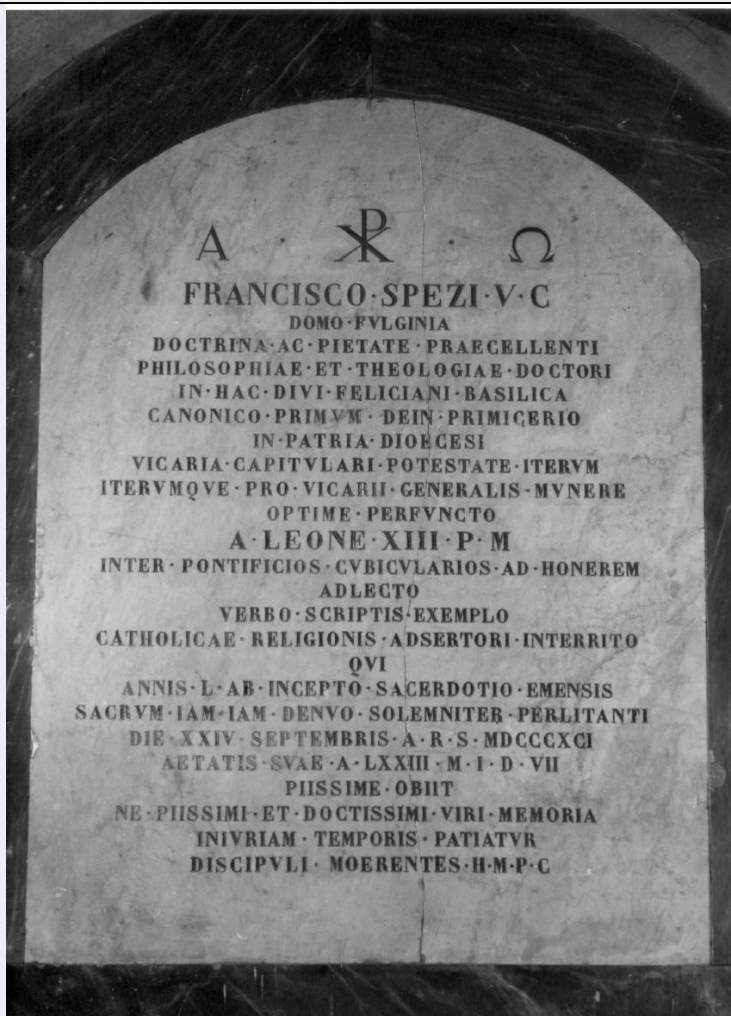 Α · ☧ · Ω
FRANCISCO·SPEZI·V·C
DOMO·FVLGINIA
DOCTRINA·AC·PIETATE·PRAECELLENTI
PHILOSOPHIAE·ET·THEOLOGIAE·DOCTORI
IN·HAC·DIVI·FELICIANI·BASILICA
CANONICO·PRIMVM·DEIN·PRIMICERIO
IN·PATRIA·DIOECESI
VICARIA·CAPITVLARI·POTESTATE·ITERVM
ITERVMQVE·PRO·VICARII·GENERALIS·MVNERE
OPTIME·PERFVNCTO
A·LEONE·XIII·P·M
INTER·PONTIFICIOS·CVBICVLARIOS·AD·HONEREM
ADLECTO
VERBO·SCRIPTIS·EXEMPLO
CATHOLICAE·RELIGIONIS·ADSERTORI·INTERRITO
QVI
ANNIS·L·AB·INCEPTO·SACERDOTIO·EMENSIS
SACRVM·IAM·IAM·DENVO·SOLEMNITER·PERLITANTI
DIE·XXIV·SEPTEMBRIS·A·R·S·MDCCCXCI
AETATIS·SVAE·A·LXXIII·M·I·D·VII
PIISSIME·OBIIT
NE·PIISSIMI·ET·DOCTISSIMI·VIRI·MEMORIA
INIVRIAM·TEMPORIS·PATIATVR
DISCIPVLI·MOERENTES·H·M·P·C